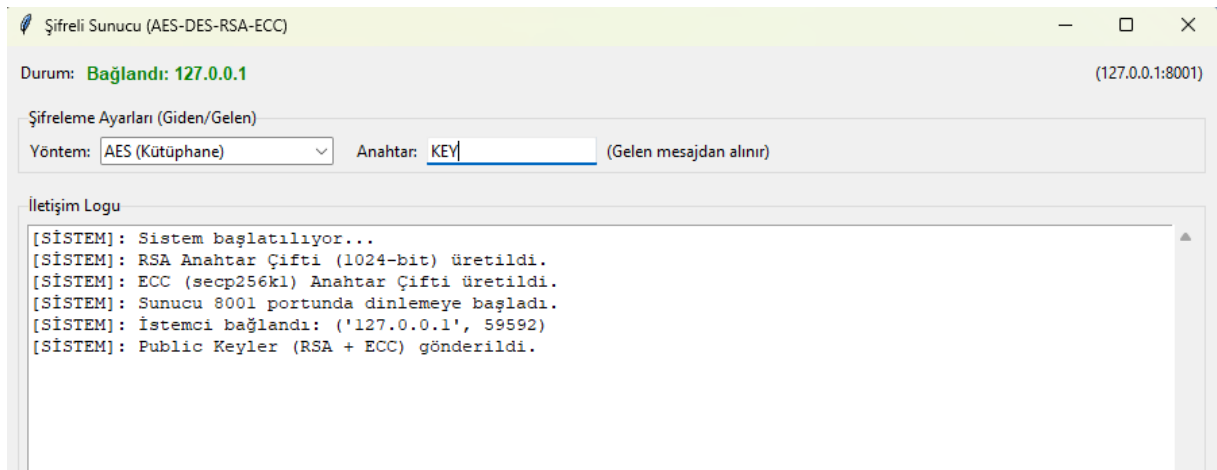 Şifreli Sunucu (AES-DES-RSA-ECC)
Durum: Bağlandı: 127.0.0.1 (127.0.0.1:8001)
Şifreleme Ayarları (Giden/Gelen)
Yöntem: AES (Kütüphane) Anahtar: KEY (Gelen mesajdan alınır)
İletişim Logu
[SİSTEM]: Sistem başlatılıyor...
[SİSTEM]: RSA Anahtar Çifti (1024-bit) üretildi.
[SİSTEM]: ECC (secp256k1) Anahtar Çifti üretildi.
[SİSTEM]: Sunucu 8001 portunda dinlemeye başladı.
[SİSTEM]: İstemci bağlandı: ('127.0.0.1', 59592)
[SİSTEM]: Public Keyler (RSA + ECC) gönderildi.